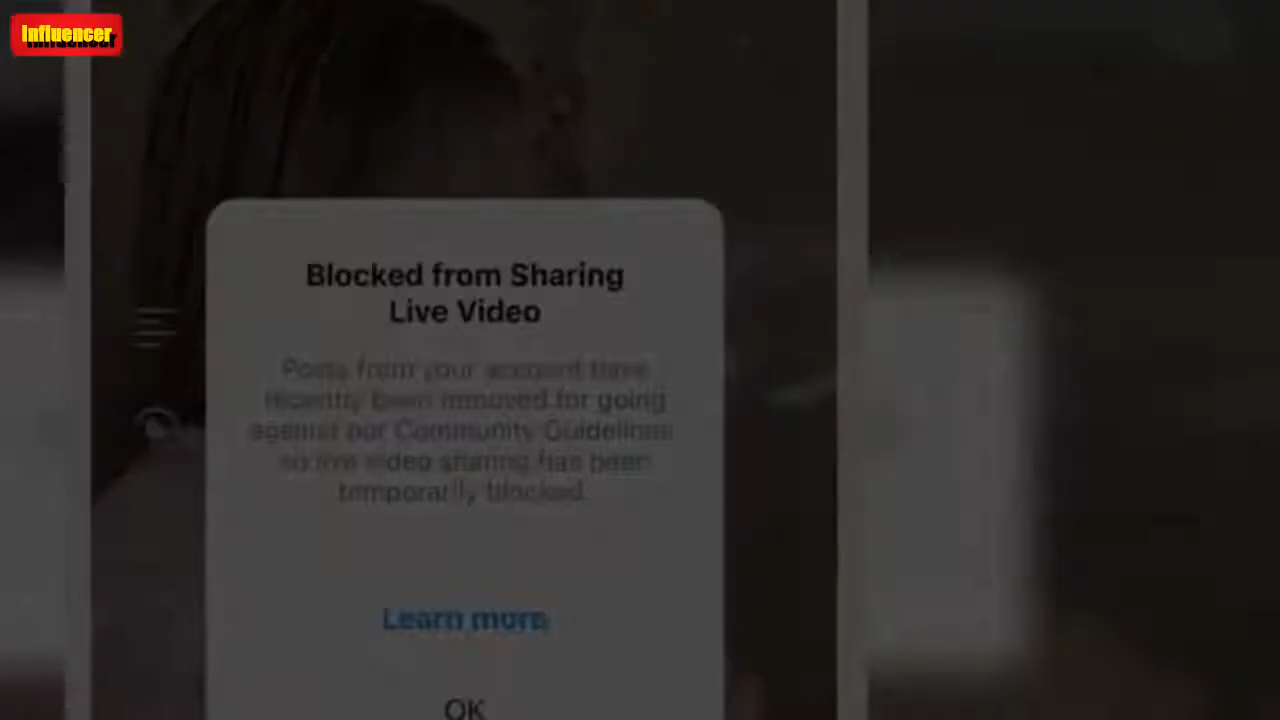 Influencer
Blocked from Sharing
Live Video
Posts from your account have
recently been removed for going
against our Community Guidelines
so live video sharing has been
temporarily blocked.
Learn more
OK